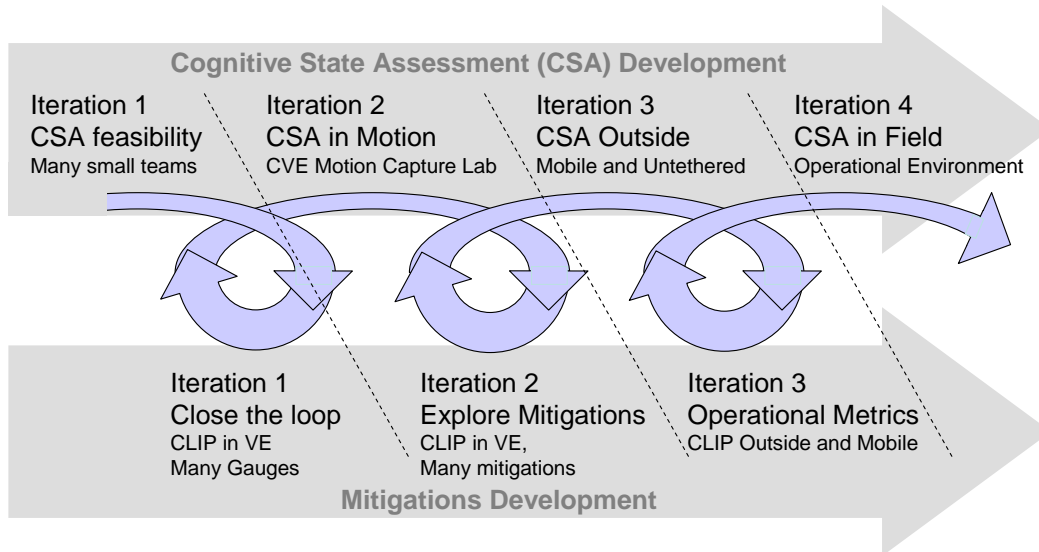 Cognitive State Assessment (CSA) Development
Iteration 1
CSA feasibility
Many small teams
Iteration 2
CSA in Motion
CVE Motion Capture Lab
Iteration 3
CSA Outside
Mobile and Untethered
Iteration 4
CSA in Field
Operational Environment
Iteration 1
Close the loop
CLIP in VE
Many Gauges
Iteration 2
Explore Mitigations
CLIP in VE,
Many mitigations
Iteration 3
Operational Metrics
CLIP Outside and Mobile
Mitigations Development